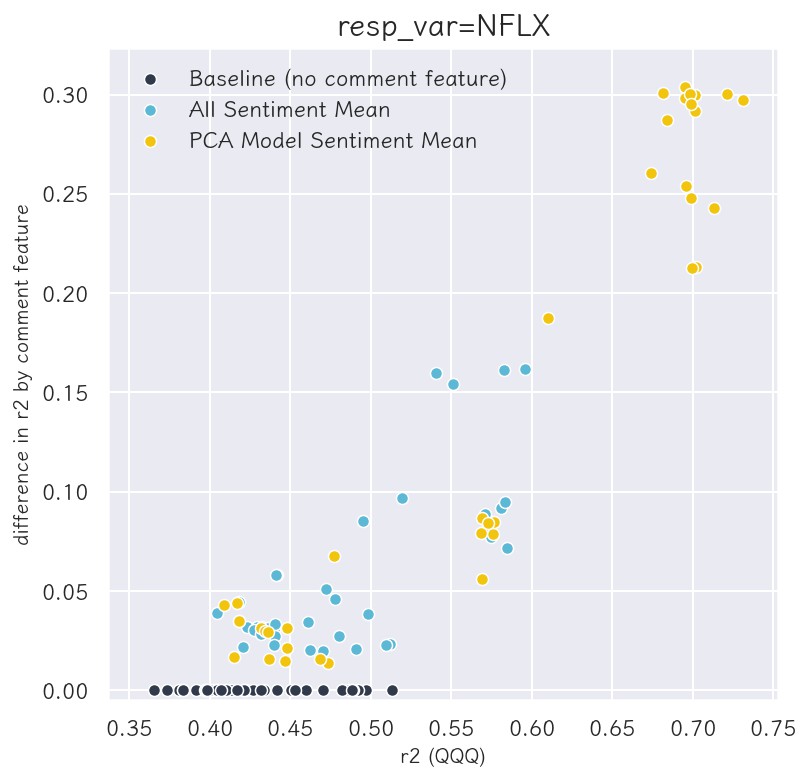 resp_var=NFLX
Baseline (no comment feature)
All Sentiment Mean
PCA Model Sentiment Mean
difference in r2 by comment feature
0.30
0.25
0.20
0.15
0.10
0.05
0.00
0.35 0.40 0.45 0.50 0.55 0.60 0.65 0.70 0.75
r2 (QQQ)